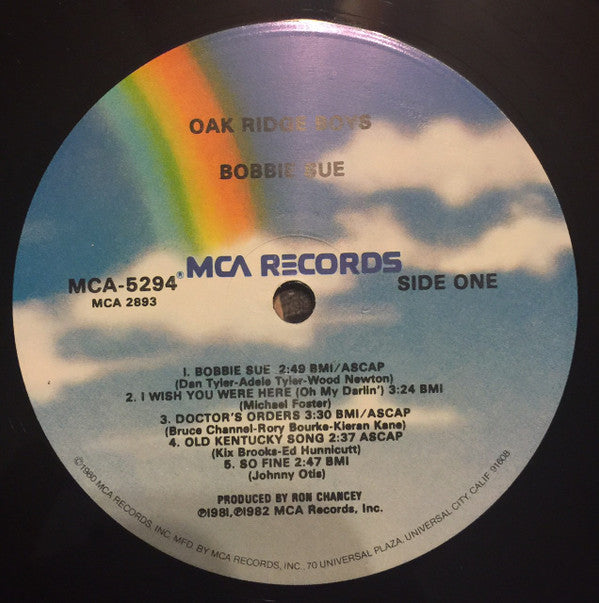 OAK RIDGE BOYS
BOBBIE SUE
MCA RECORDS
MCA-5294
MCA 2893
SIDE ONE
1. BOBBIE SUE 2:49 BMI/ASCAP
(Dan Tyler-Adele Tyler-Wood Newton)
2. I WISH YOU WERE HERE (Oh My Darlin') 3:24 BMI
(Michael Foster)
3. DOCTOR'S ORDERS 3:30 BMI/ASCAP
(Bruce Channel-Rory Bourke-Kieran Kane)
4. OLD KENTUCKY SONG 2:37 ASCAP
(Kix Brooks-Ed Hunnicutt)
5. SO FINE 2:47 BMI
(Johnny Otis)
PRODUCED BY RON CHANCEY
℗1981,℗1982 MCA Records, Inc.
©1980 MCA RECORDS, INC. MFD. BY MCA RECORDS, INC., 70 UNIVERSAL PLAZA, UNIVERSAL CITY, CALIF. 91608